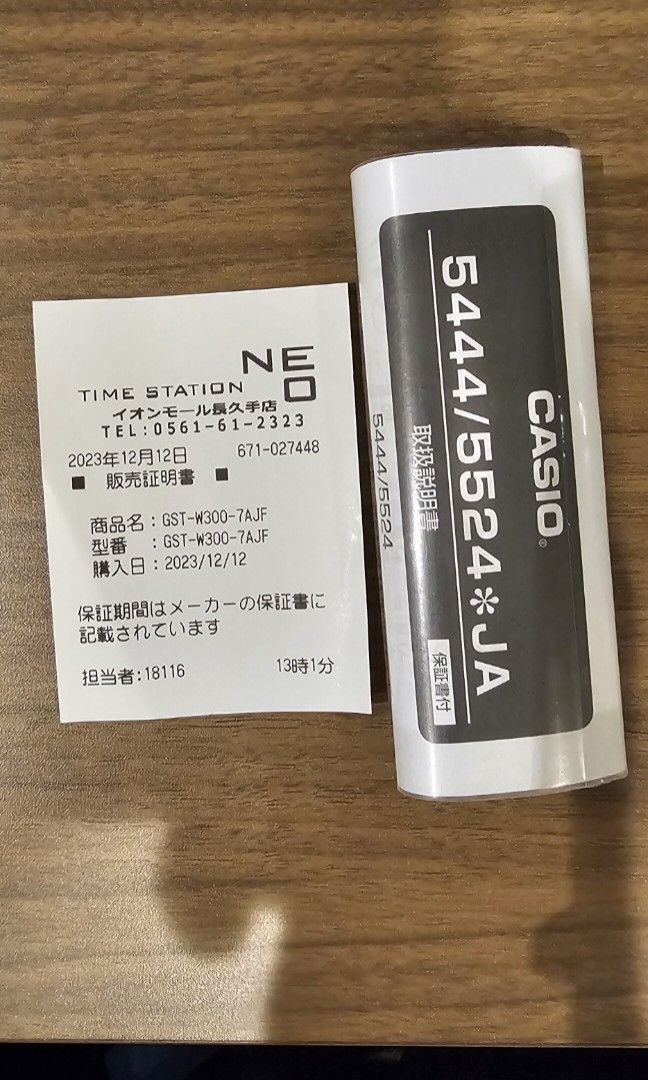 TIME STATION NEO
イオンモール長久手店
TEL:0561-61-2323
2023年12月12日 671-027448
■ 販売証明書 ■
商品名:GST-W300-7AJF
型番 :GST-W300-7AJF
購入日:2023/12/12
保証期間はメーカーの保証書に
記載されています
担当者:18116 13時1分
CASIO®
5444/5524*JA
取扱説明書
保証書付
5444/5524